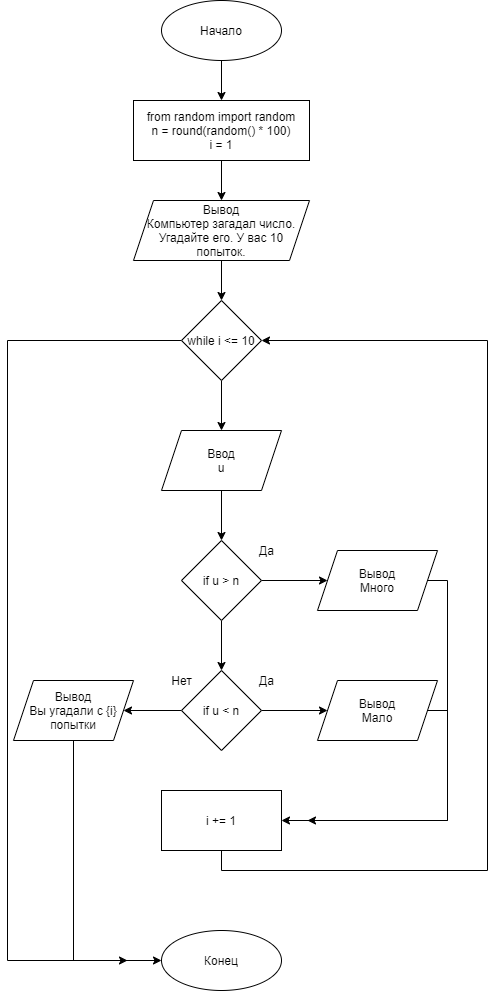 Начало
from random import random
n = round(random() * 100)
i = 1
Вывод
Компьютер загадал число.
Угадайте его. У вас 10
попыток.
while i <= 10
Ввод
u
Да
if u > n
Вывод
Много
Нет
Да
Вывод
Вы угадали с {i}
попытки
if u < n
Вывод
Мало
i += 1
Конец